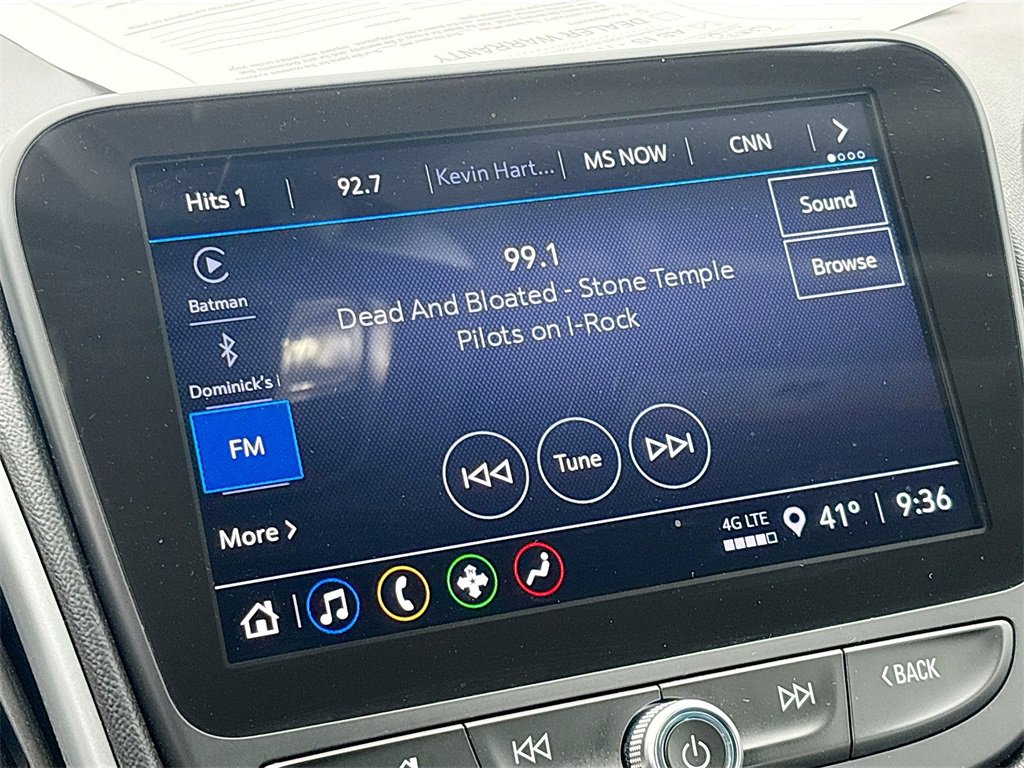 DEALER WARRANTY
Hits 1 92.7 Kevin Hart... MS NOW CNN
Sound
Browse
Batman
Dominick's
FM
More
99.1
Dead And Bloated - Stone Temple
Pilots on I-Rock
Tune
4G LTE 41° 9:36
BACK